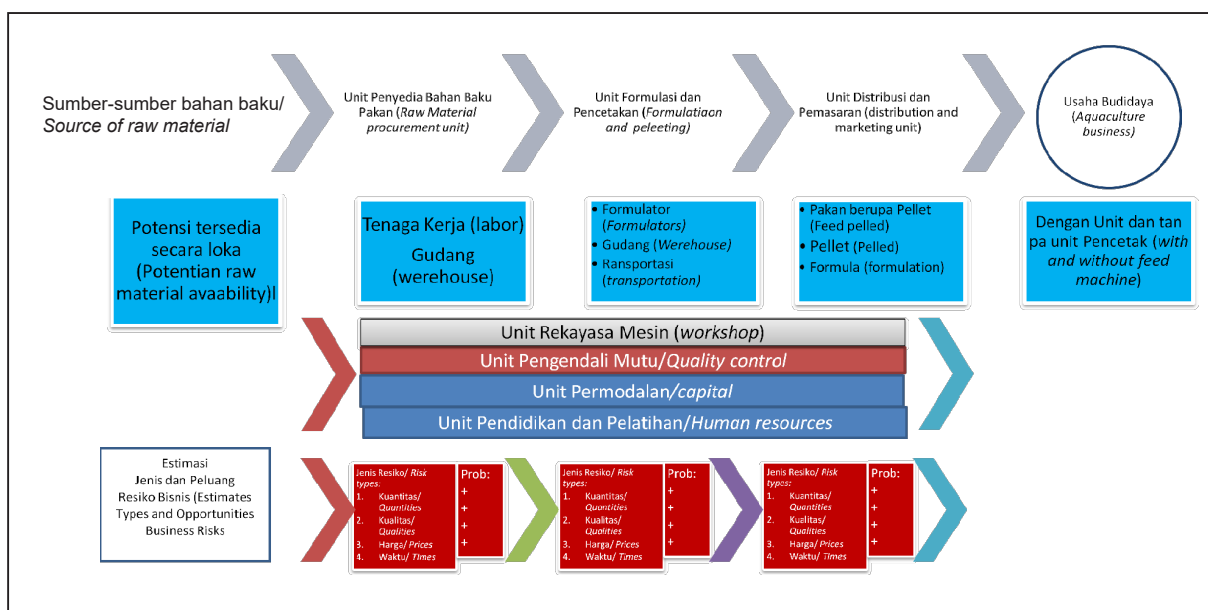 Sumber-sumber bahan baku/
Source of raw material
Unit Penyedia Bahan Baku
Pakan (Raw Material
procurement unit)
Unit Formulasi dan
Pencetakan (Formulatiaon
and peleeting)
Unit Distribusi dan
Pemasaran (distribution and
marketing unit)
Usaha Budidaya
(Aquaculture
business)
Potensi tersedia
secara loka
(Potentian raw
material avaability)l
Tenaga Kerja (labor)
Gudang
(werehouse)
• Formulator
(Formulators)
• Gudang (Werehouse)
• Ransportasi
(transportation)
• Pakan berupa Pellet
(Feed pelled)
• Pellet (Pelled)
• Formula (formulation)
Dengan Unit dan tan
pa unit Pencetak (with
and without feed
machine)
Unit Rekayasa Mesin (workshop)
Unit Pengendali Mutu/Quality control
Unit Permodalan/capital
Unit Pendidikan dan Pelatihan/Human resources
Estimasi
Jenis dan Peluang
Resiko Bisnis (Estimates
Types and Opportunities
Business Risks
Jenis Resiko/ Risk
types:
1. Kuantitas/
Quantities
2. Kualitas/
Qualities
3. Harga/ Prices
4. Waktu/ Times
Prob:
+
+
+
+
Jenis Resiko/ Risk
types:
1. Kuantitas/
Quantities
2. Kualitas/
Qualities
3. Harga/ Prices
4. Waktu/ Times
Prob:
+
+
+
+
Jenis Resiko/ Risk
types:
1. Kuantitas/
Quantities
2. Kualitas/
Qualities
3. Harga/ Prices
4. Waktu/ Times
Prob:
+
+
+
+